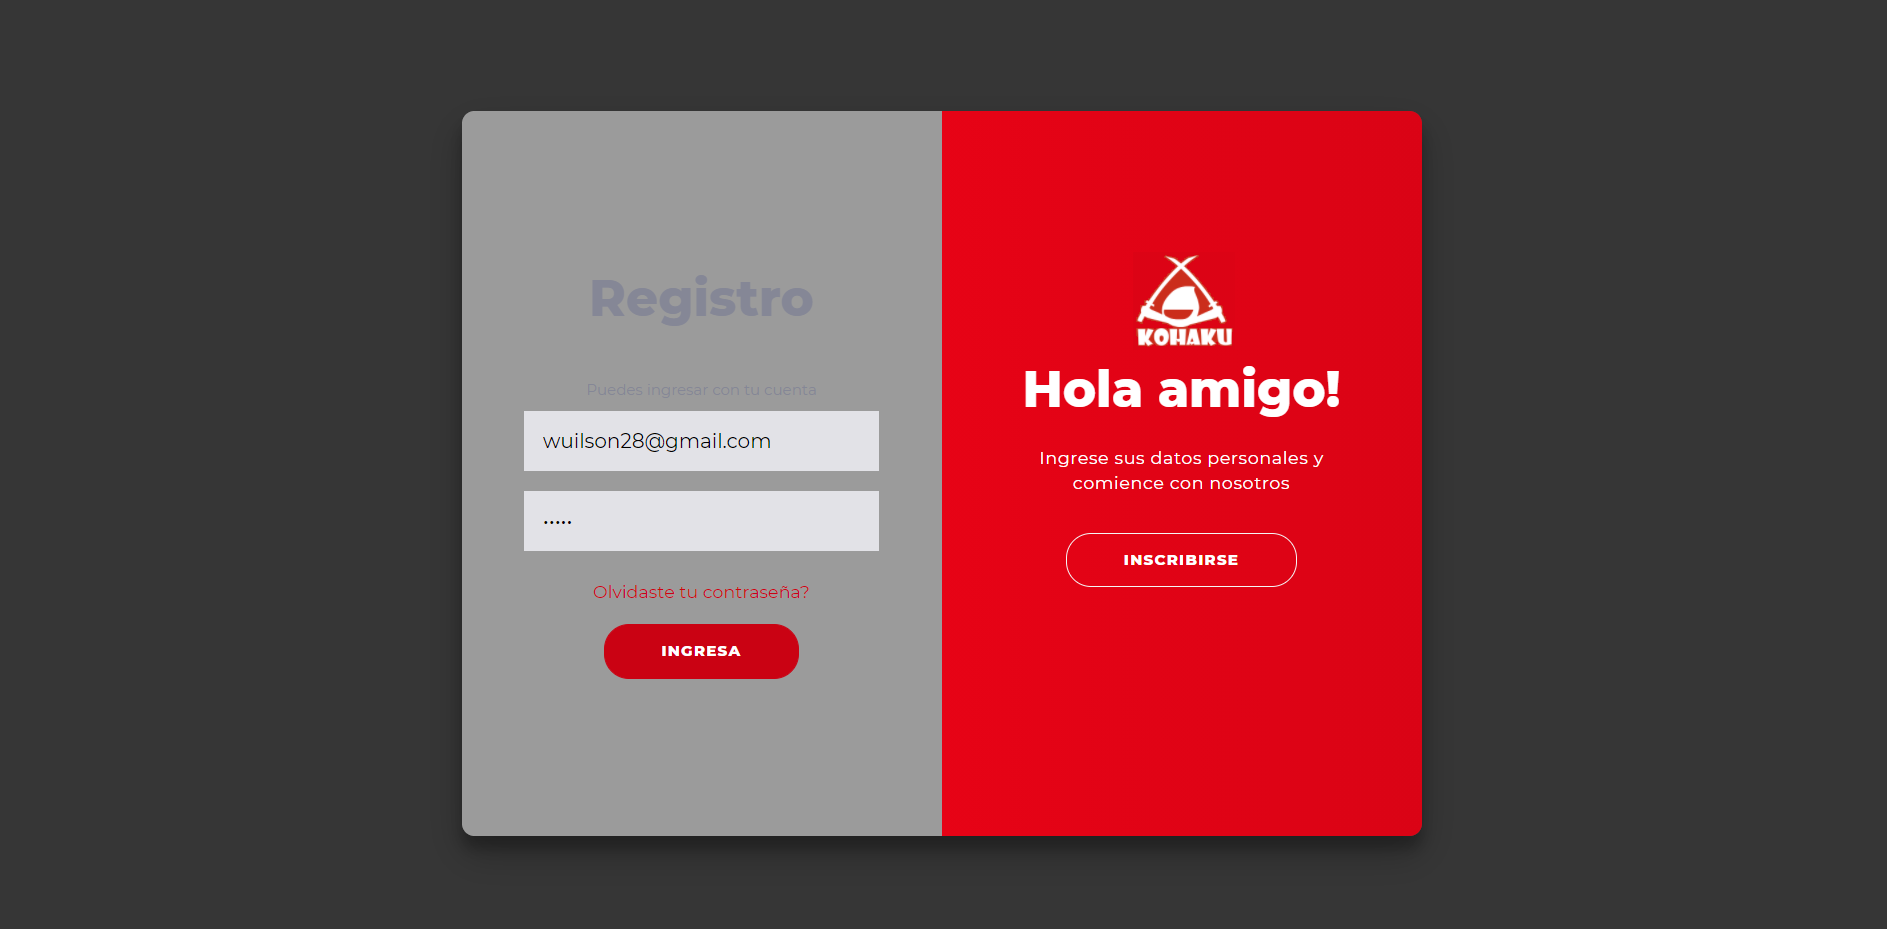 Registro
Puedes ingresar con tu cuenta
wuilson28@gmail.com
•••••
Olvidaste tu contraseña?
INGRESA
KOHAKU
Hola amigo!
Ingrese sus datos personales y
comience con nosotros
INSCRIBIRSE